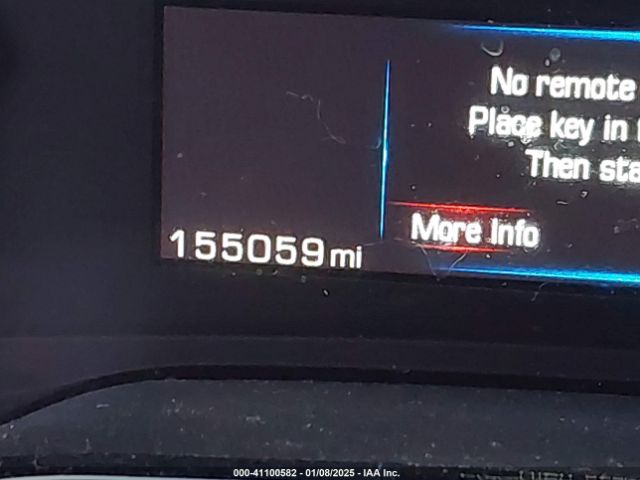 No remote
Place key in
Then sta
More Info
155059 mi
000-41100582 - 01/08/2025 - IAA Inc.